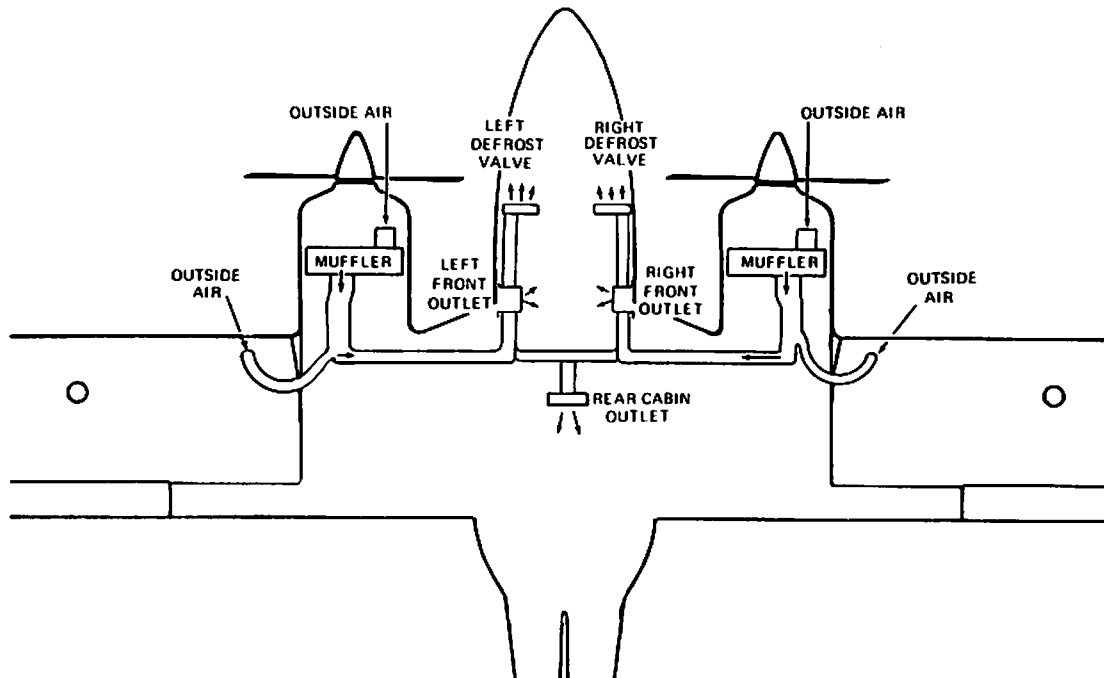 OUTSIDE AIR
LEFT
DEFROST
VALVE
RIGHT
DEFROST
VALVE
OUTSIDE AIR
OUTSIDE
AIR
MUFFLER
LEFT
FRONT
OUTLET
RIGHT
FRONT
OUTLET
MUFFLER
OUTSIDE
AIR
REAR CABIN
OUTLET